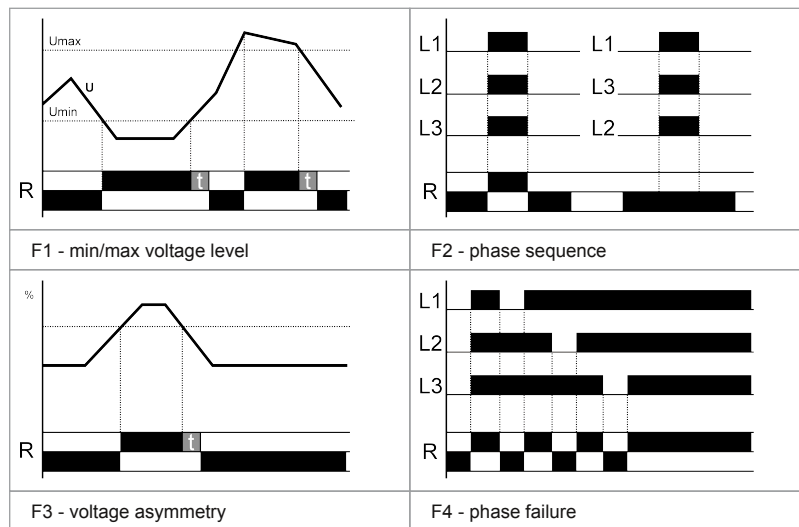 Umax
U
Umin
R
t
t
F1 - min/max voltage level
L1
L1
L2
L3
L3
L2
R
F2 - phase sequence
%
R
t
F3 - voltage asymmetry
L1
L2
L3
R
F4 - phase failure